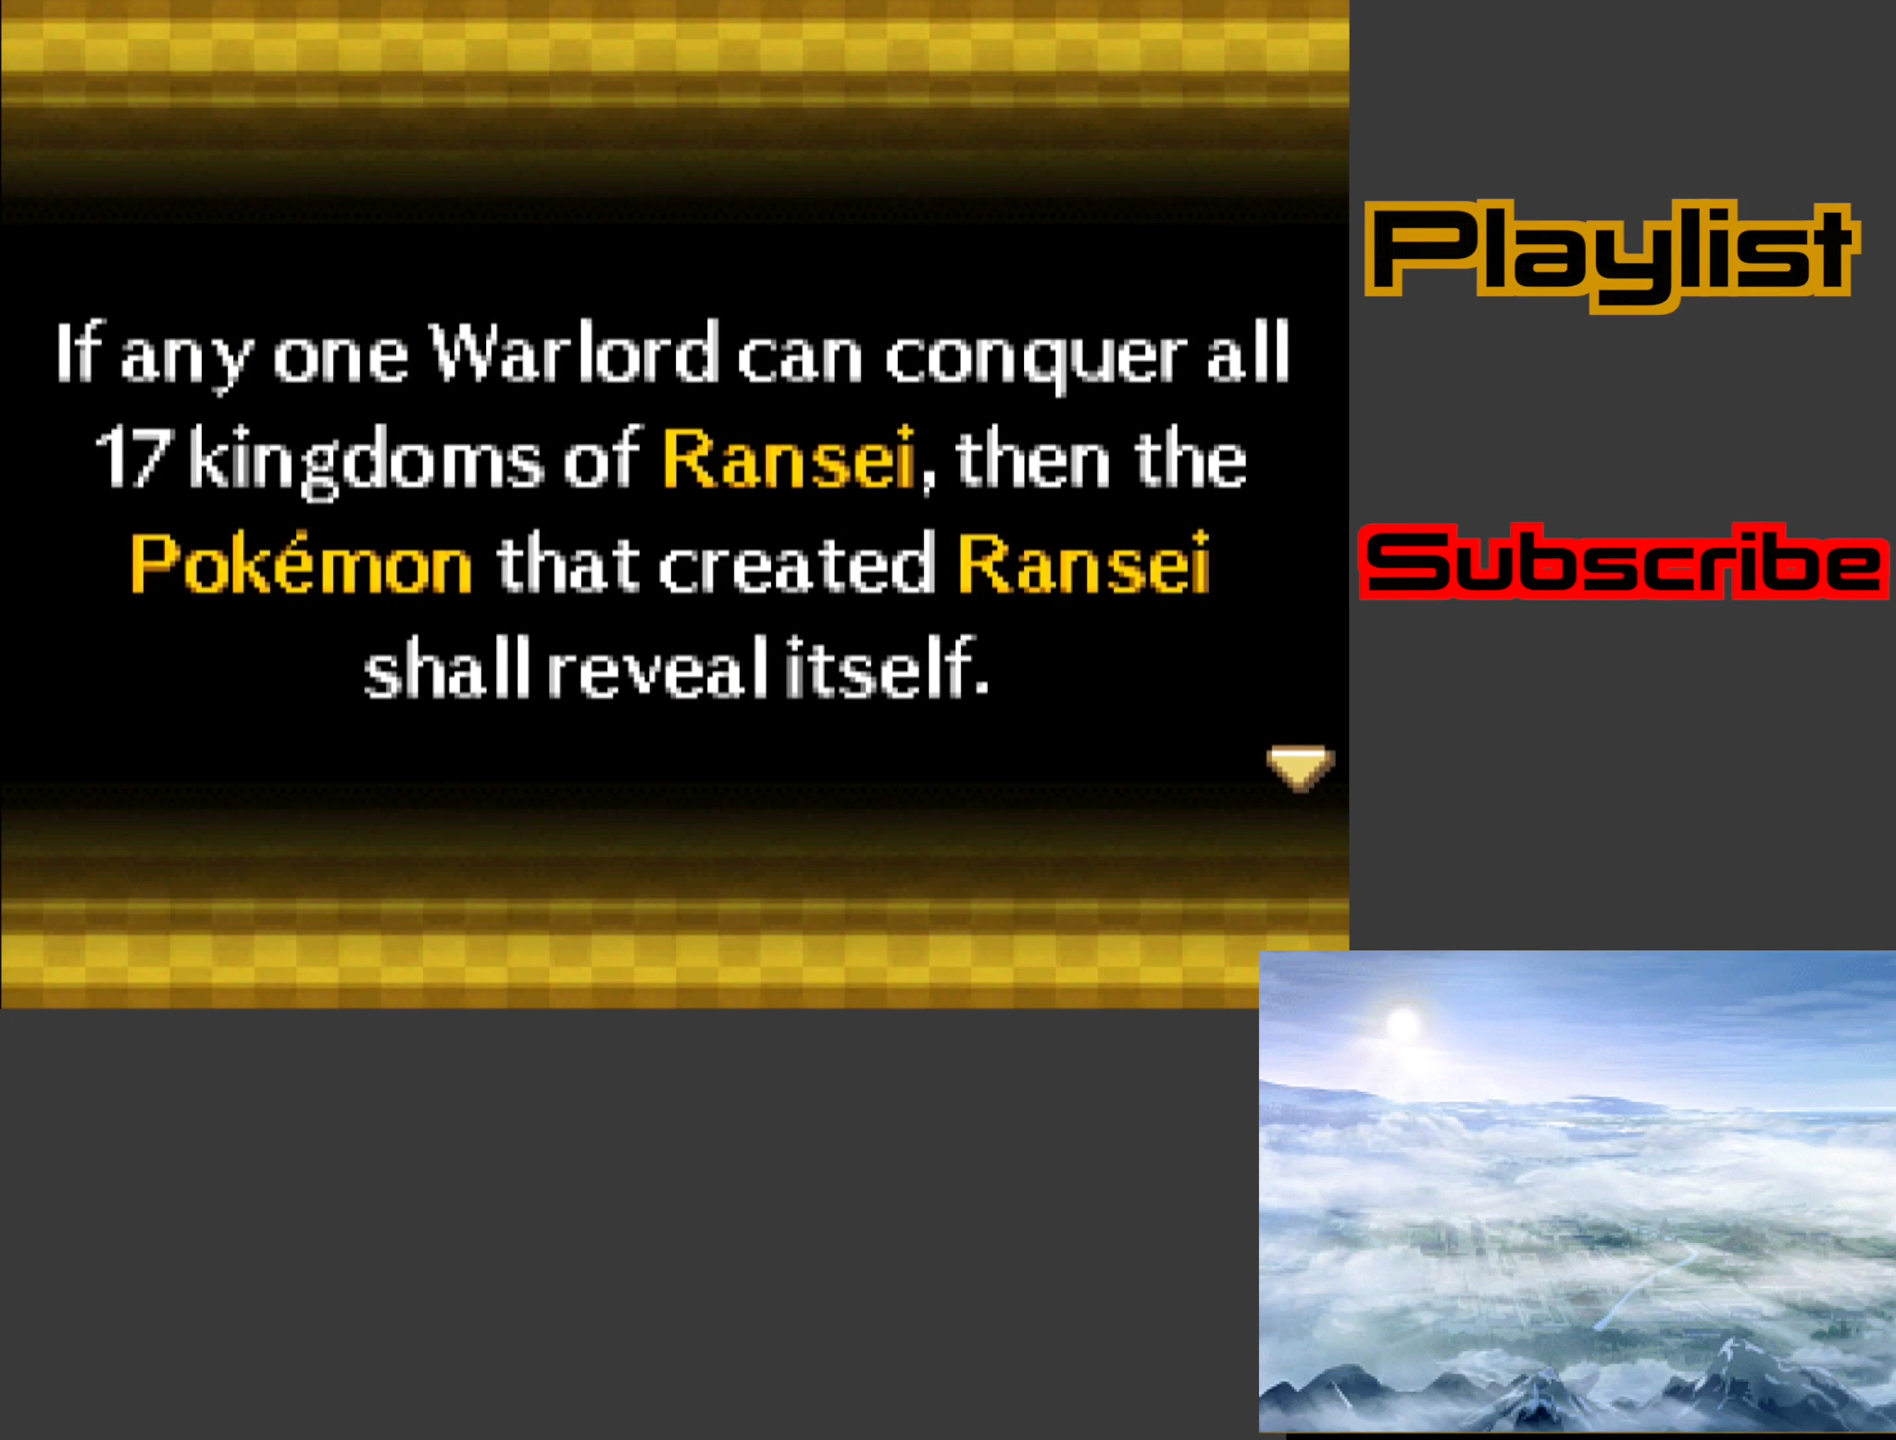 If any one Warlord can conquer all
17 kingdoms of Ransei, then the
Pokémon that created Ransei
shall reveal itself.
Playlist
Subscribe